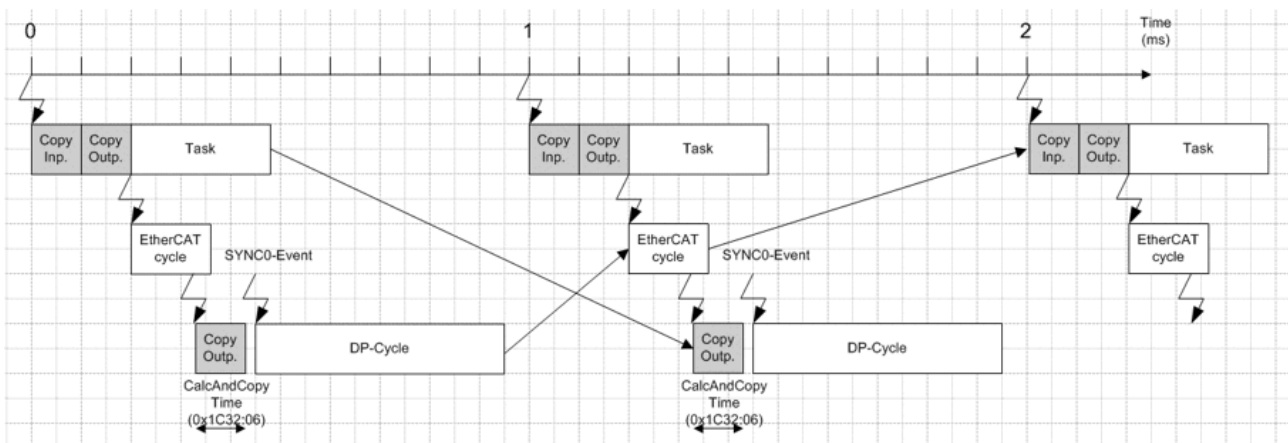 0
1
2
Time
(ms)
Copy
Inp.
Copy
Outp.
Task
Copy
Inp.
Copy
Outp.
Task
Copy
Inp.
Copy
Outp.
Task
EtherCAT
cycle
SYNC0-Event
EtherCAT
cycle
SYNC0-Event
EtherCAT
cycle
Copy
Outp.
DP-Cycle
Copy
Outp.
DP-Cycle
CalcAndCopy
Time
(0x1C32:06)
CalcAndCopy
Time
(0x1C32:06)